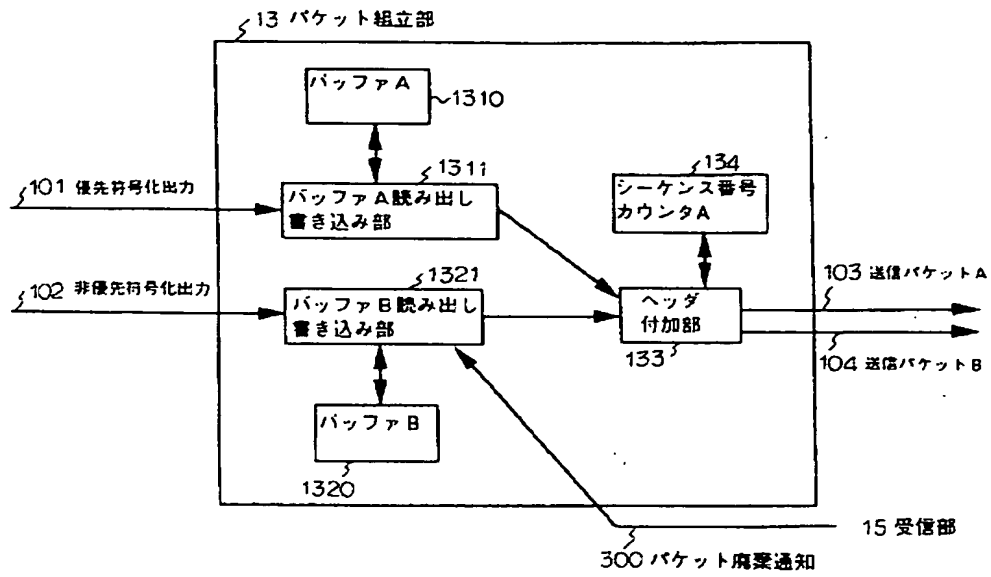 13 パケット組立部
バッファA
1310
1311
バッファA読み出し
書き込み部
101 優先符号化出力
134
シーケンス番号
カウンタA
1321
バッファB読み出し
書き込み部
102 非優先符号化出力
ヘッダ
付加部
133
103 送信パケットA
104 送信パケットB
バッファB
1320
15 受信部
300 パケット廃棄通知